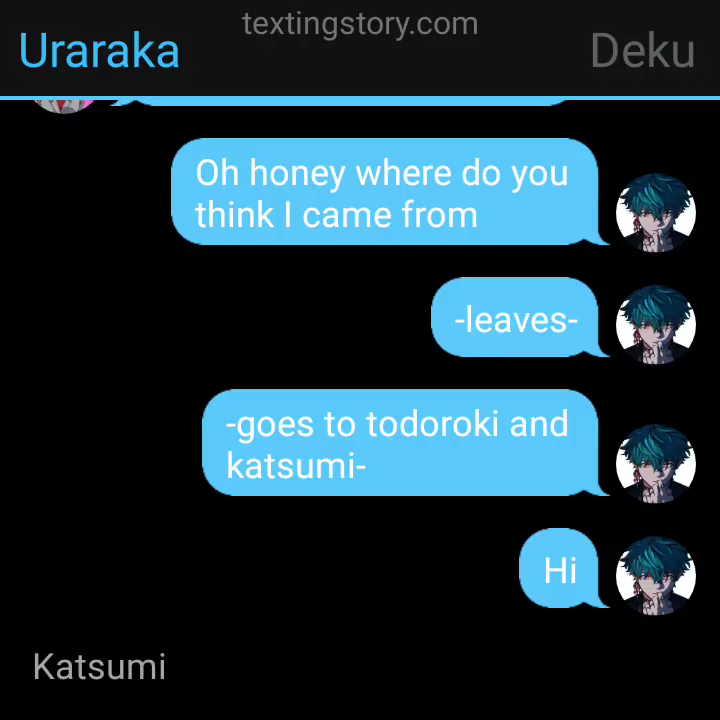 textingstory.com
Uraraka
Deku
Oh honey where do you
think I came from
-leaves-
-goes to todoroki and
katsumi-
Hi
Katsumi